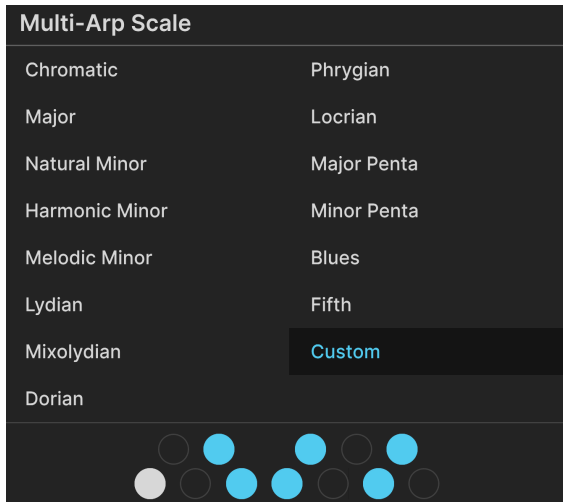 Multi-Arp Scale
Chromatic
Phrygian
Major
Locrian
Natural Minor
Major Penta
Harmonic Minor
Minor Penta
Melodic Minor
Blues
Lydian
Fifth
Mixolydian
Custom
Dorian